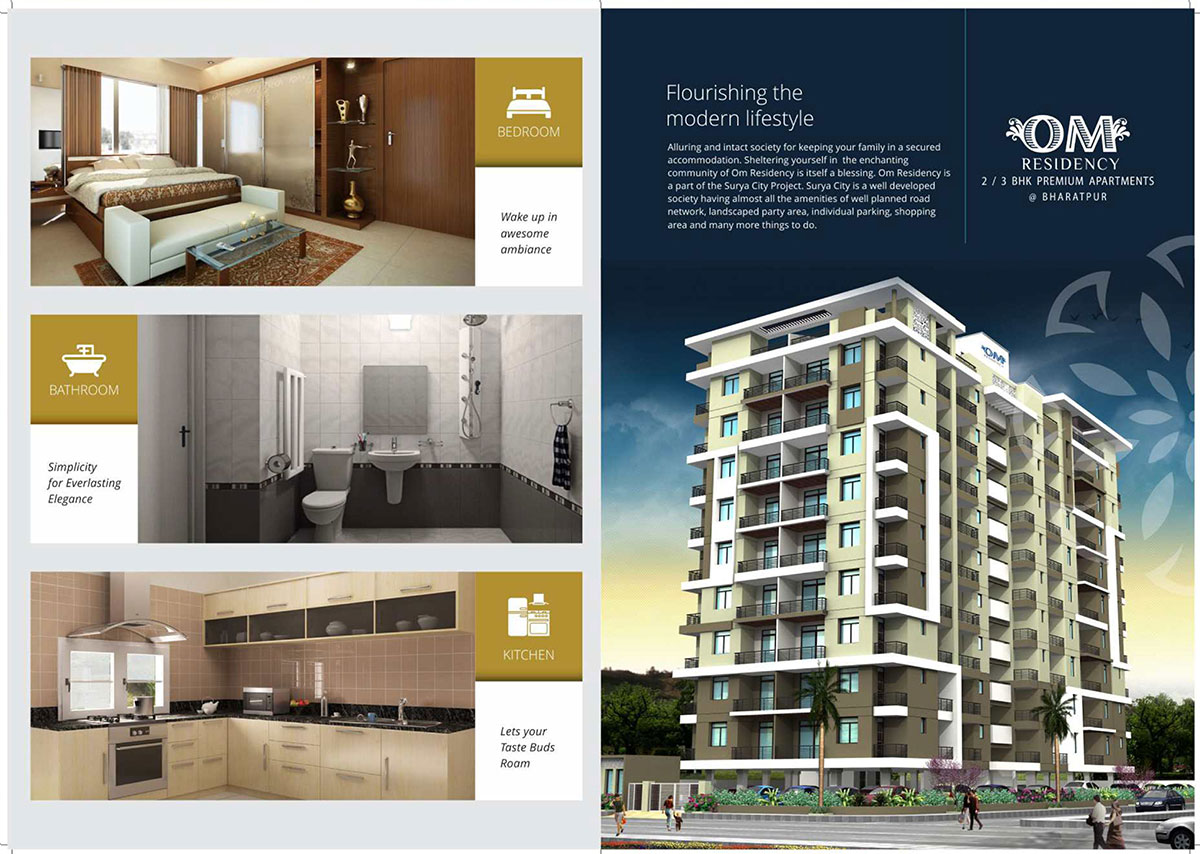 BEDROOM
Wake up in
awesome
ambiance
BATHROOM
Simplicity
for Everlasting
Elegance
KITCHEN
Lets your
Taste Buds
Roam
Flourishing the
modern lifestyle
Alluring and intact society for keeping your family in a secured
accommodation. Sheltering yourself in the enchanting
community of Om Residency is itself a blessing. Om Residency is
a part of the Surya City Project. Surya City is a well developed
society having almost all the amenities of well planned road
network, landscaped party area, individual parking, shopping
area and many more things to do.
OM
RESIDENCY
2 / 3 BHK PREMIUM APARTMENTS
@ BHARATPUR
OM